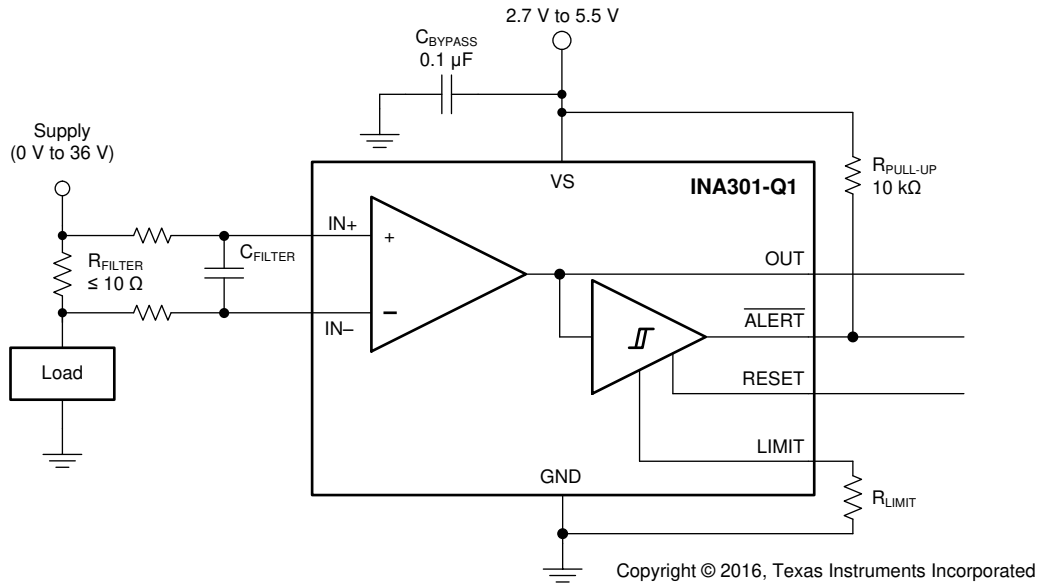 2.7 V to 5.5 V
CBYPASS
0.1 µF
Supply
(0 V to 36 V)
RPULL-UP
10 kΩ
VS
INA301-Q1
IN+
+
CFILTER
RFILTER
≤ 10 Ω
OUT
IN–
–
ALERT
Load
RESET
LIMIT
GND
RLIMIT
Copyright © 2016, Texas Instruments Incorporated